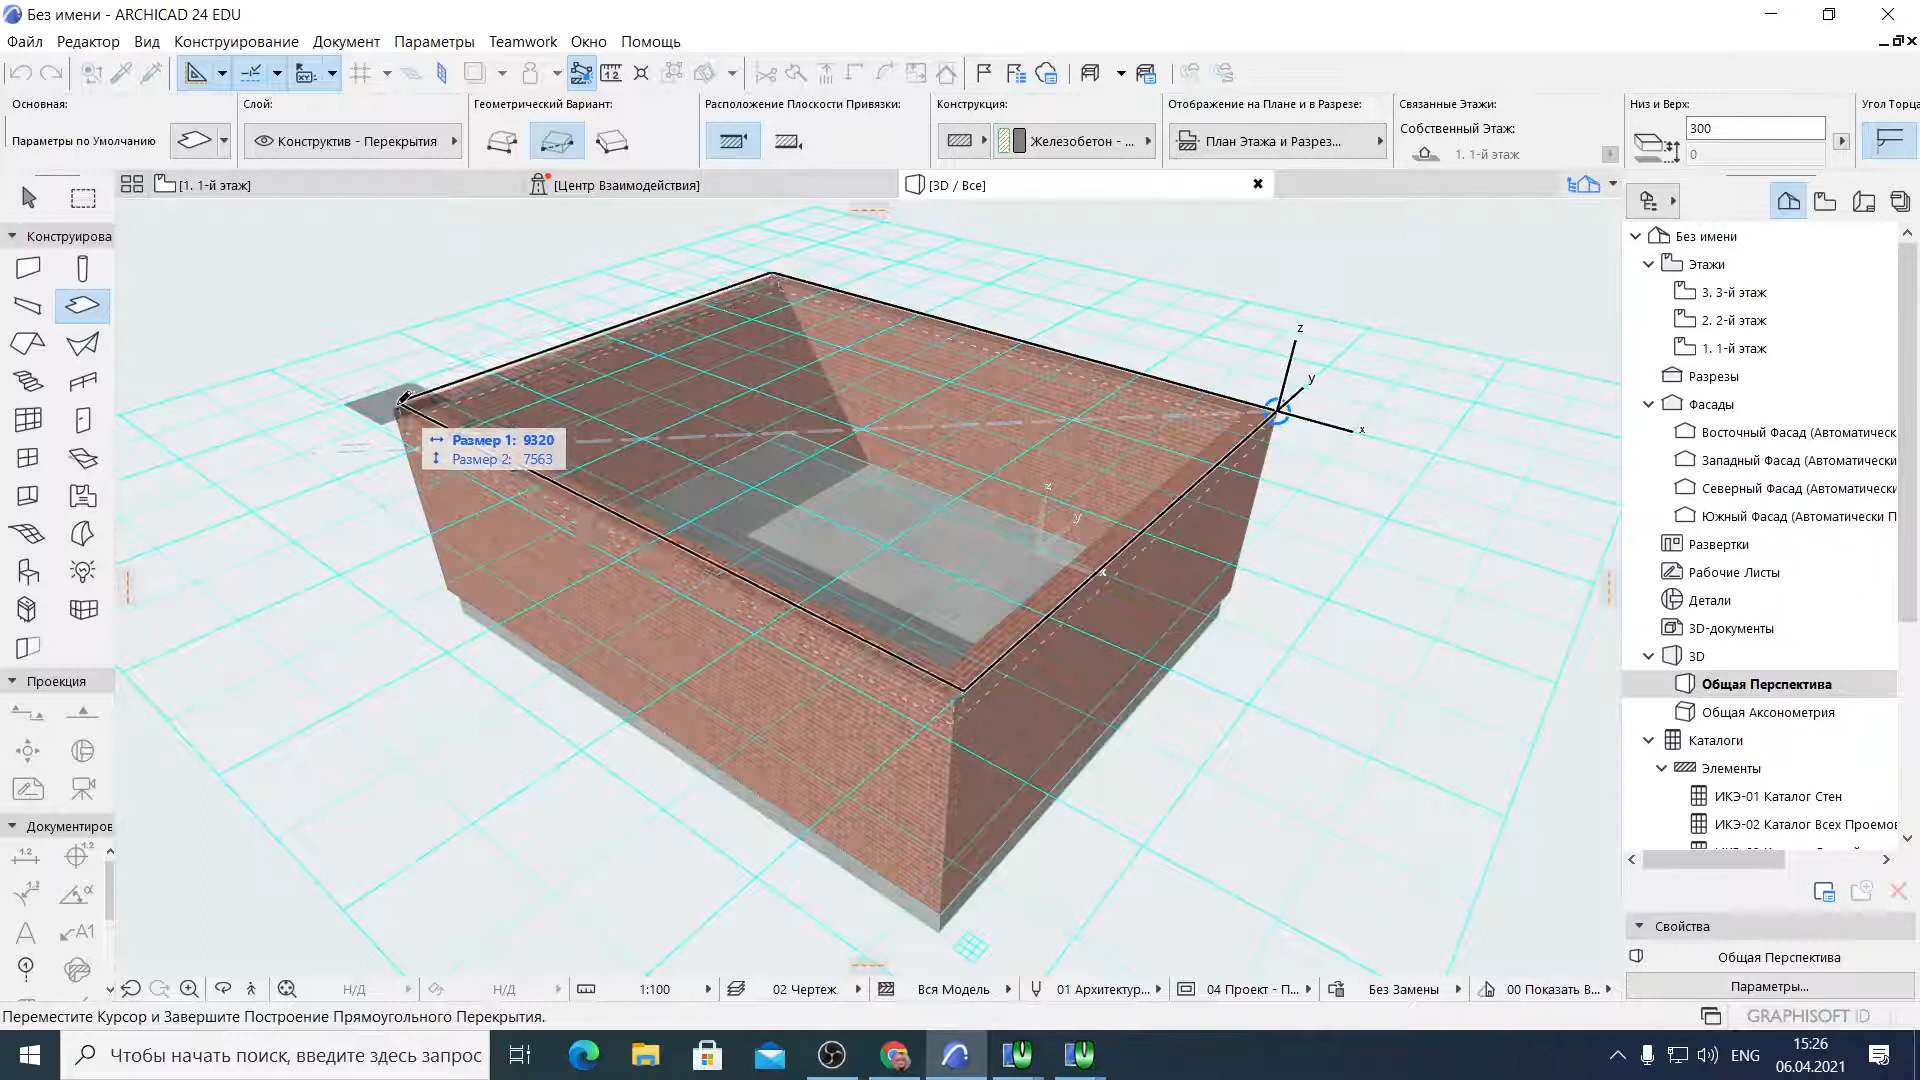 Без имени - ARCHICAD 24 EDU
Файл Редактор Вид Конструирование Документ Параметры Teamwork Окно Помощь
Основная:
Слой:
Геометрический Вариант:
Расположение Плоскости Привязки:
Конструкция:
Отображение на Плане и в Разрезе:
Связанные Этажи:
Низ и Верх:
Угол Торца
Параметры по Умолчанию
Конструктив - Перекрытия
Железобетон - ...
План Этажа и Разрез...
Собственный Этаж:
1. 1-й этаж
300
0
[1. 1-й этаж]
[Центр Взаимодействия]
[3D / Все]
Конструирова
Проекция
Документиров
Размер 1: 9320
Размер 2: 7563
z
y
x
z
y
x
Без имени
Этажи
3. 3-й этаж
2. 2-й этаж
1. 1-й этаж
Разрезы
Фасады
Восточный Фасад (Автоматическ
Западный Фасад (Автоматически
Северный Фасад (Автоматически
Южный Фасад (Автоматически П
Развертки
Рабочие Листы
Детали
3D-документы
3D
Общая Перспектива
Общая Аксонометрия
Каталоги
Элементы
ИКЭ-01 Каталог Стен
ИКЭ-02 Каталог Всех Проемов
Свойства
Общая Перспектива
Параметры...
Н/Д
Н/Д
1:100
02 Чертеж
Вся Модель
01 Архитектур...
04 Проект - П...
Без Замены
00 Показать В...
Переместите Курсор и Завершите Построение Прямоугольного Перекрытия.
GRAPHISOFT ID
Чтобы начать поиск, введите здесь запрос
ENG
15:26
06.04.2021